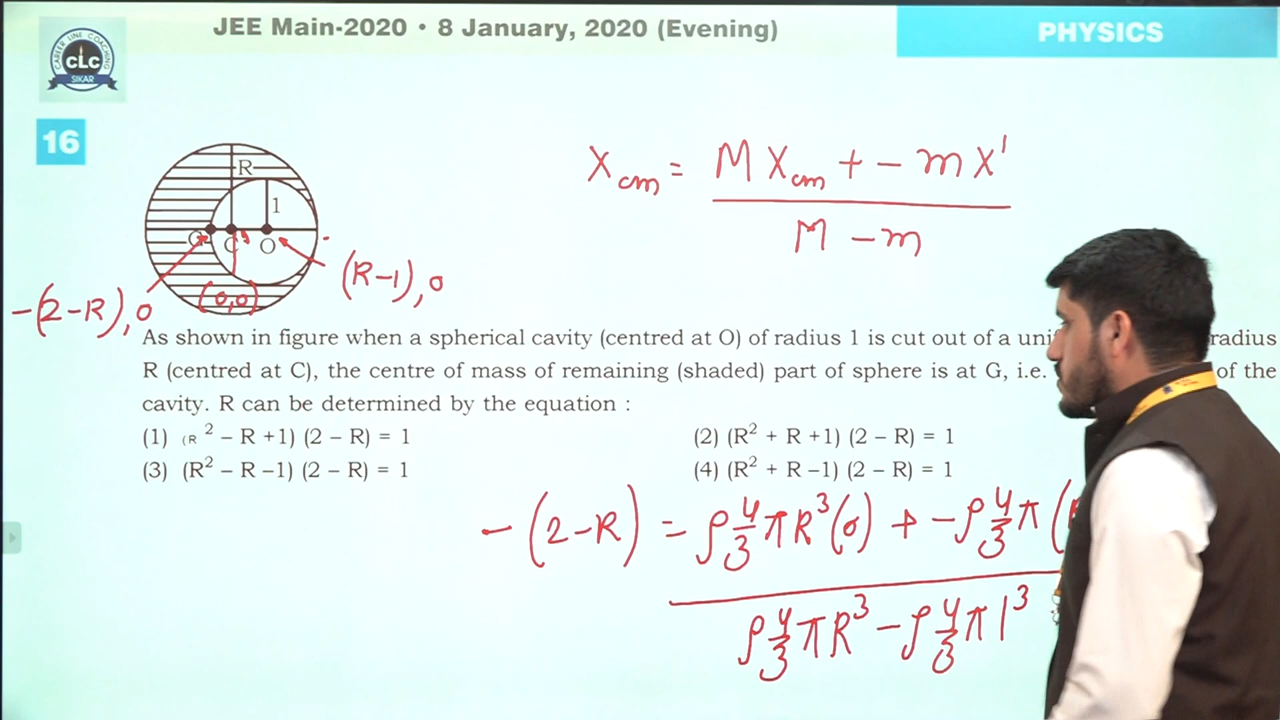 JEE Main-2020 • 8 January, 2020 (Evening)
PHYSICS
CAREER LINE COACHING
CLC
SIKAR
16
R
1
G C O
(0,0)
(R-1), 0
-(2-R), 0
X_cm = (M X_cm + - m X') / (M - m)
As shown in figure when a spherical cavity (centred at O) of radius 1 is cut out of a radius
R (centred at C), the centre of mass of remaining (shaded) part of sphere is at G, i.e. of the
cavity. R can be determined by the equation :
(1) (R² – R +1) (2 – R) = 1
(2) (R² + R +1) (2 – R) = 1
(3) (R² – R –1) (2 – R) = 1
(4) (R² + R –1) (2 – R) = 1
-(2-R) = ρ 4/3 π R³ (0) + - ρ 4/3 π (
ρ 4/3 π R³ - ρ 4/3 π 1³